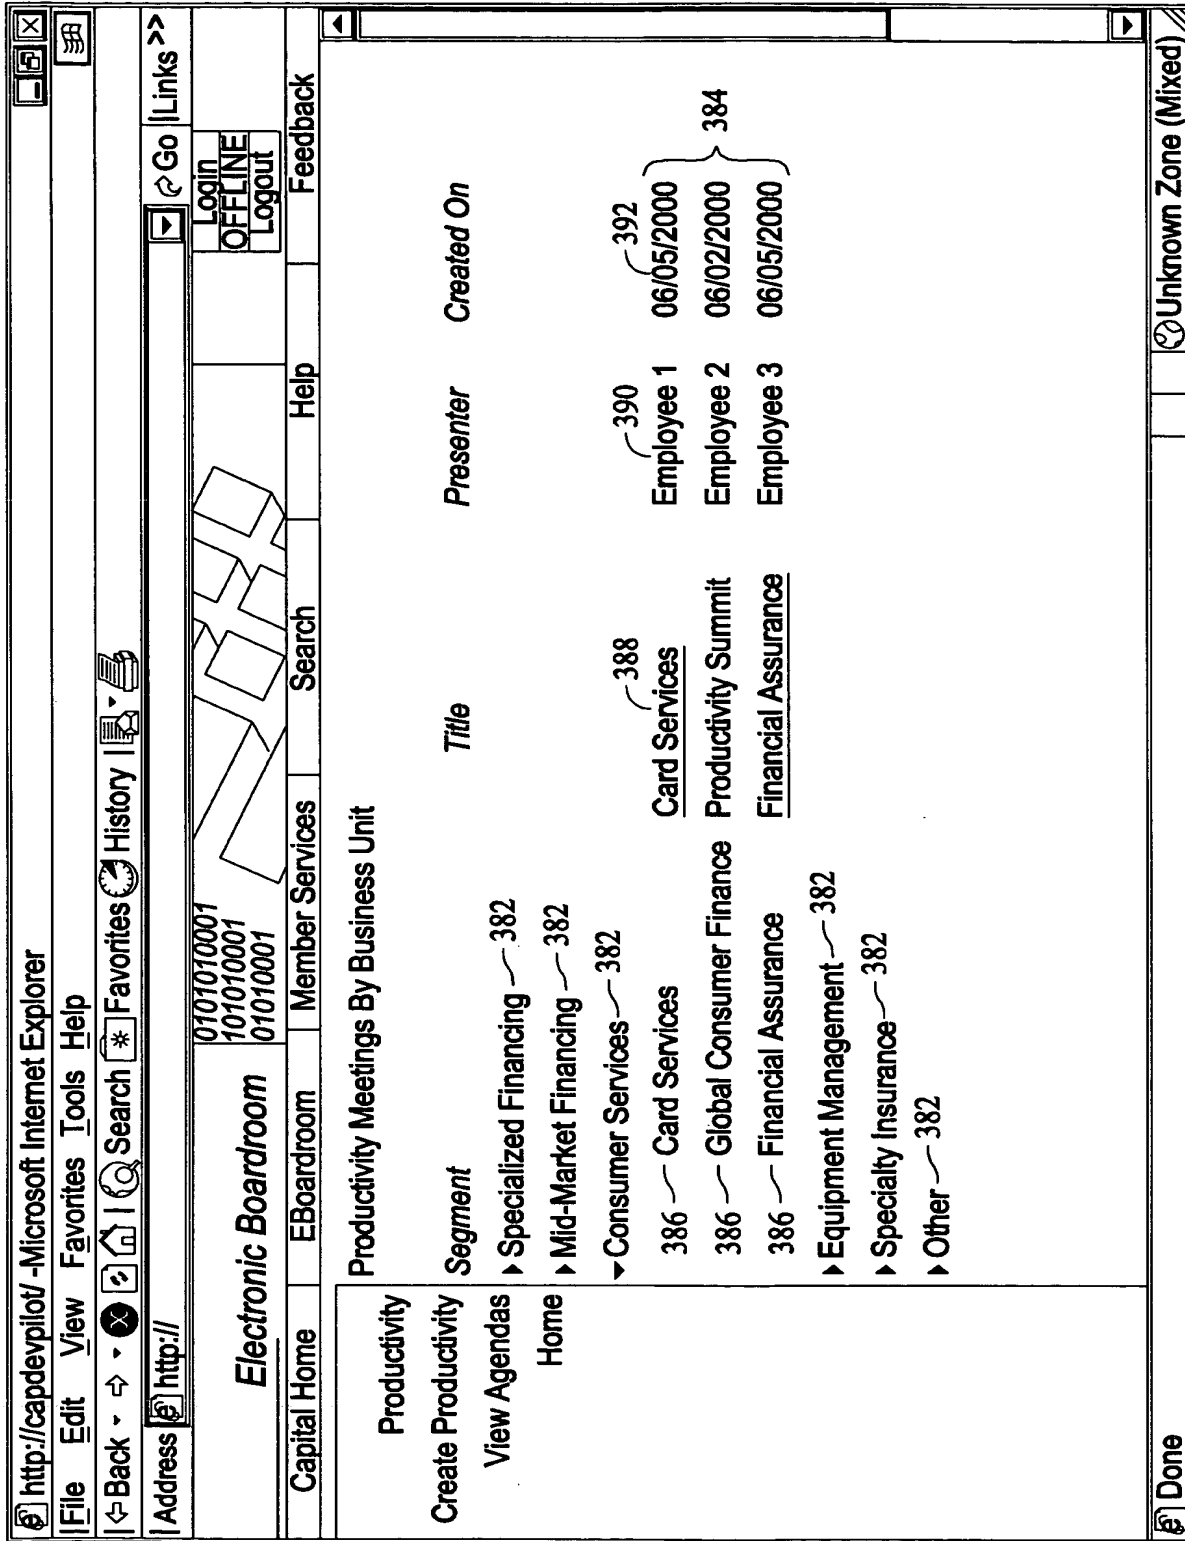 http://capdevpilot/ -Microsoft Internet Explorer
File Edit View Favorites Tools Help
Back Search Favorites History
Address http:// Go Links >>
Electronic Boardroom
0101010001
101010001
01010001
Login
OFFLINE
Logout
Capital Home EBoardroom Member Services Search Help Feedback
Productivity
Create Productivity
View Agendas
Home
Productivity Meetings By Business Unit
Segment Title Presenter Created On
Specialized Financing 382
Mid-Market Financing 382
Consumer Services 382 388 390 392
386 Card Services Card Services Employee 1 06/05/2000
386 Global Consumer Finance Productivity Summit Employee 2 06/02/2000 384
386 Financial Assurance Financial Assurance Employee 3 06/05/2000
Equipment Management 382
Specialty Insurance 382
Other 382
Done Unknown Zone (Mixed)